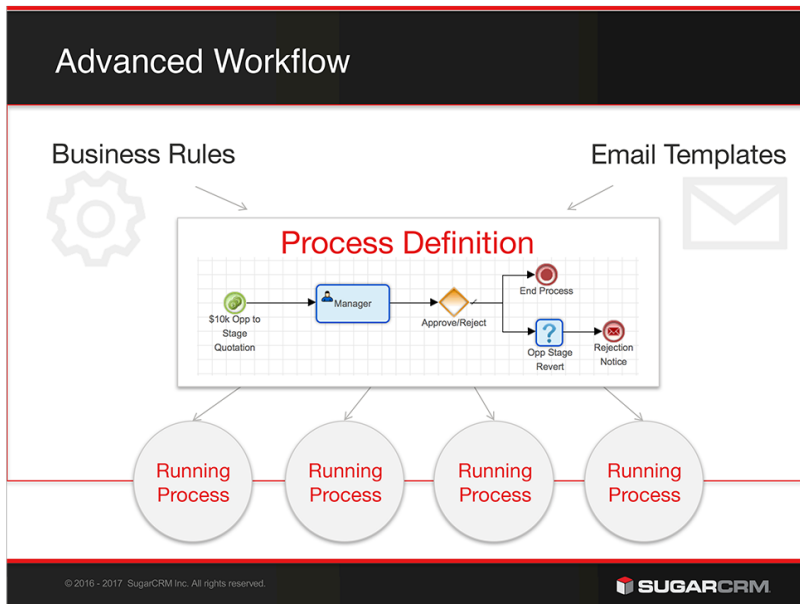 Advanced Workflow
Business Rules
Email Templates
Process Definition
$10k Opp to
Stage
Quotation
Manager
Approve/Reject
End Process
?
Opp Stage
Revert
Rejection
Notice
Running
Process
Running
Process
Running
Process
Running
Process
© 2016 - 2017 SugarCRM Inc. All rights reserved.
SUGARCRM.